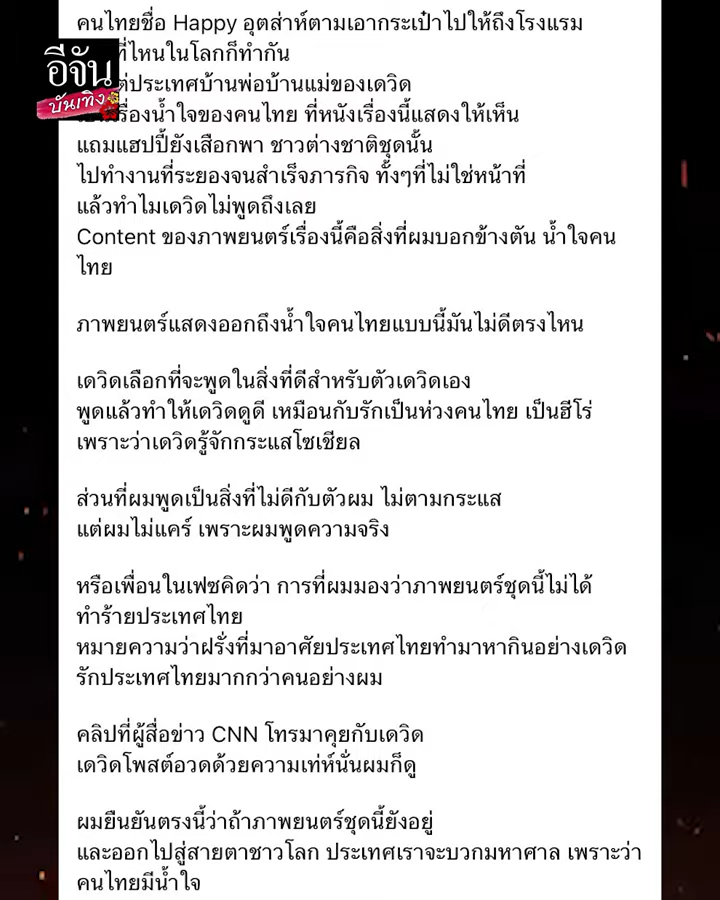 คนไทยชื่อ Happy อุตส่าห์ตามเอากระเป๋าไปให้ถึงโรงแรม
ที่ไหนในโลกก็ทำกัน
ประเทศบ้านพ่อบ้านแม่ของเดวิด
อีจัน
บันเทิง
น้ำใจของคนไทย ที่หนังเรื่องนี้แสดงให้เห็น
แถมแฮปปี้ยังเสือกพา ชาวต่างชาติชุดนั้น
ไปทำงานที่ระยองจนสำเร็จภารกิจ ทั้งๆที่ไม่ใช่หน้าที่
แล้วทำไมเดวิดไม่พูดถึงเลย
Content ของภาพยนตร์เรื่องนี้คือสิ่งที่ผมบอกข้างต้น น้ำใจคน
ไทย
ภาพยนตร์แสดงออกถึงน้ำใจคนไทยแบบนี้มันไม่ดีตรงไหน
เดวิดเลือกที่จะพูดในสิ่งที่ดีสำหรับตัวเดวิดเอง
พูดแล้วทำให้เดวิดดูดี เหมือนกับรักเป็นห่วงคนไทย เป็นฮีโร่
เพราะว่าเดวิดรู้จักกระแสโซเชียล
ส่วนที่ผมพูดเป็นสิ่งที่ไม่ดีกับตัวผม ไม่ตามกระแส
แต่ผมไม่แคร์ เพราะผมพูดความจริง
หรือเพื่อนในเฟซคิดว่า การที่ผมมองว่าภาพยนตร์ชุดนี้ไม่ได้
ทำร้ายประเทศไทย
หมายความว่าฝรั่งที่มาอาศัยประเทศไทยทำมาหากินอย่างเดวิด
รักประเทศไทยมากกว่าคนอย่างผม
คลิปที่ผู้สื่อข่าว CNN โทรมาคุยกับเดวิด
เดวิดโพสต์อวดด้วยความเท่ห์นั่นผมก็ดู
ผมยืนยันตรงนี้ว่าถ้าภาพยนตร์ชุดนี้ยังอยู่
และออกไปสู่สายตาชาวโลก ประเทศเราจะบวกมหาศาล เพราะว่า
คนไทยมีน้ำใจ